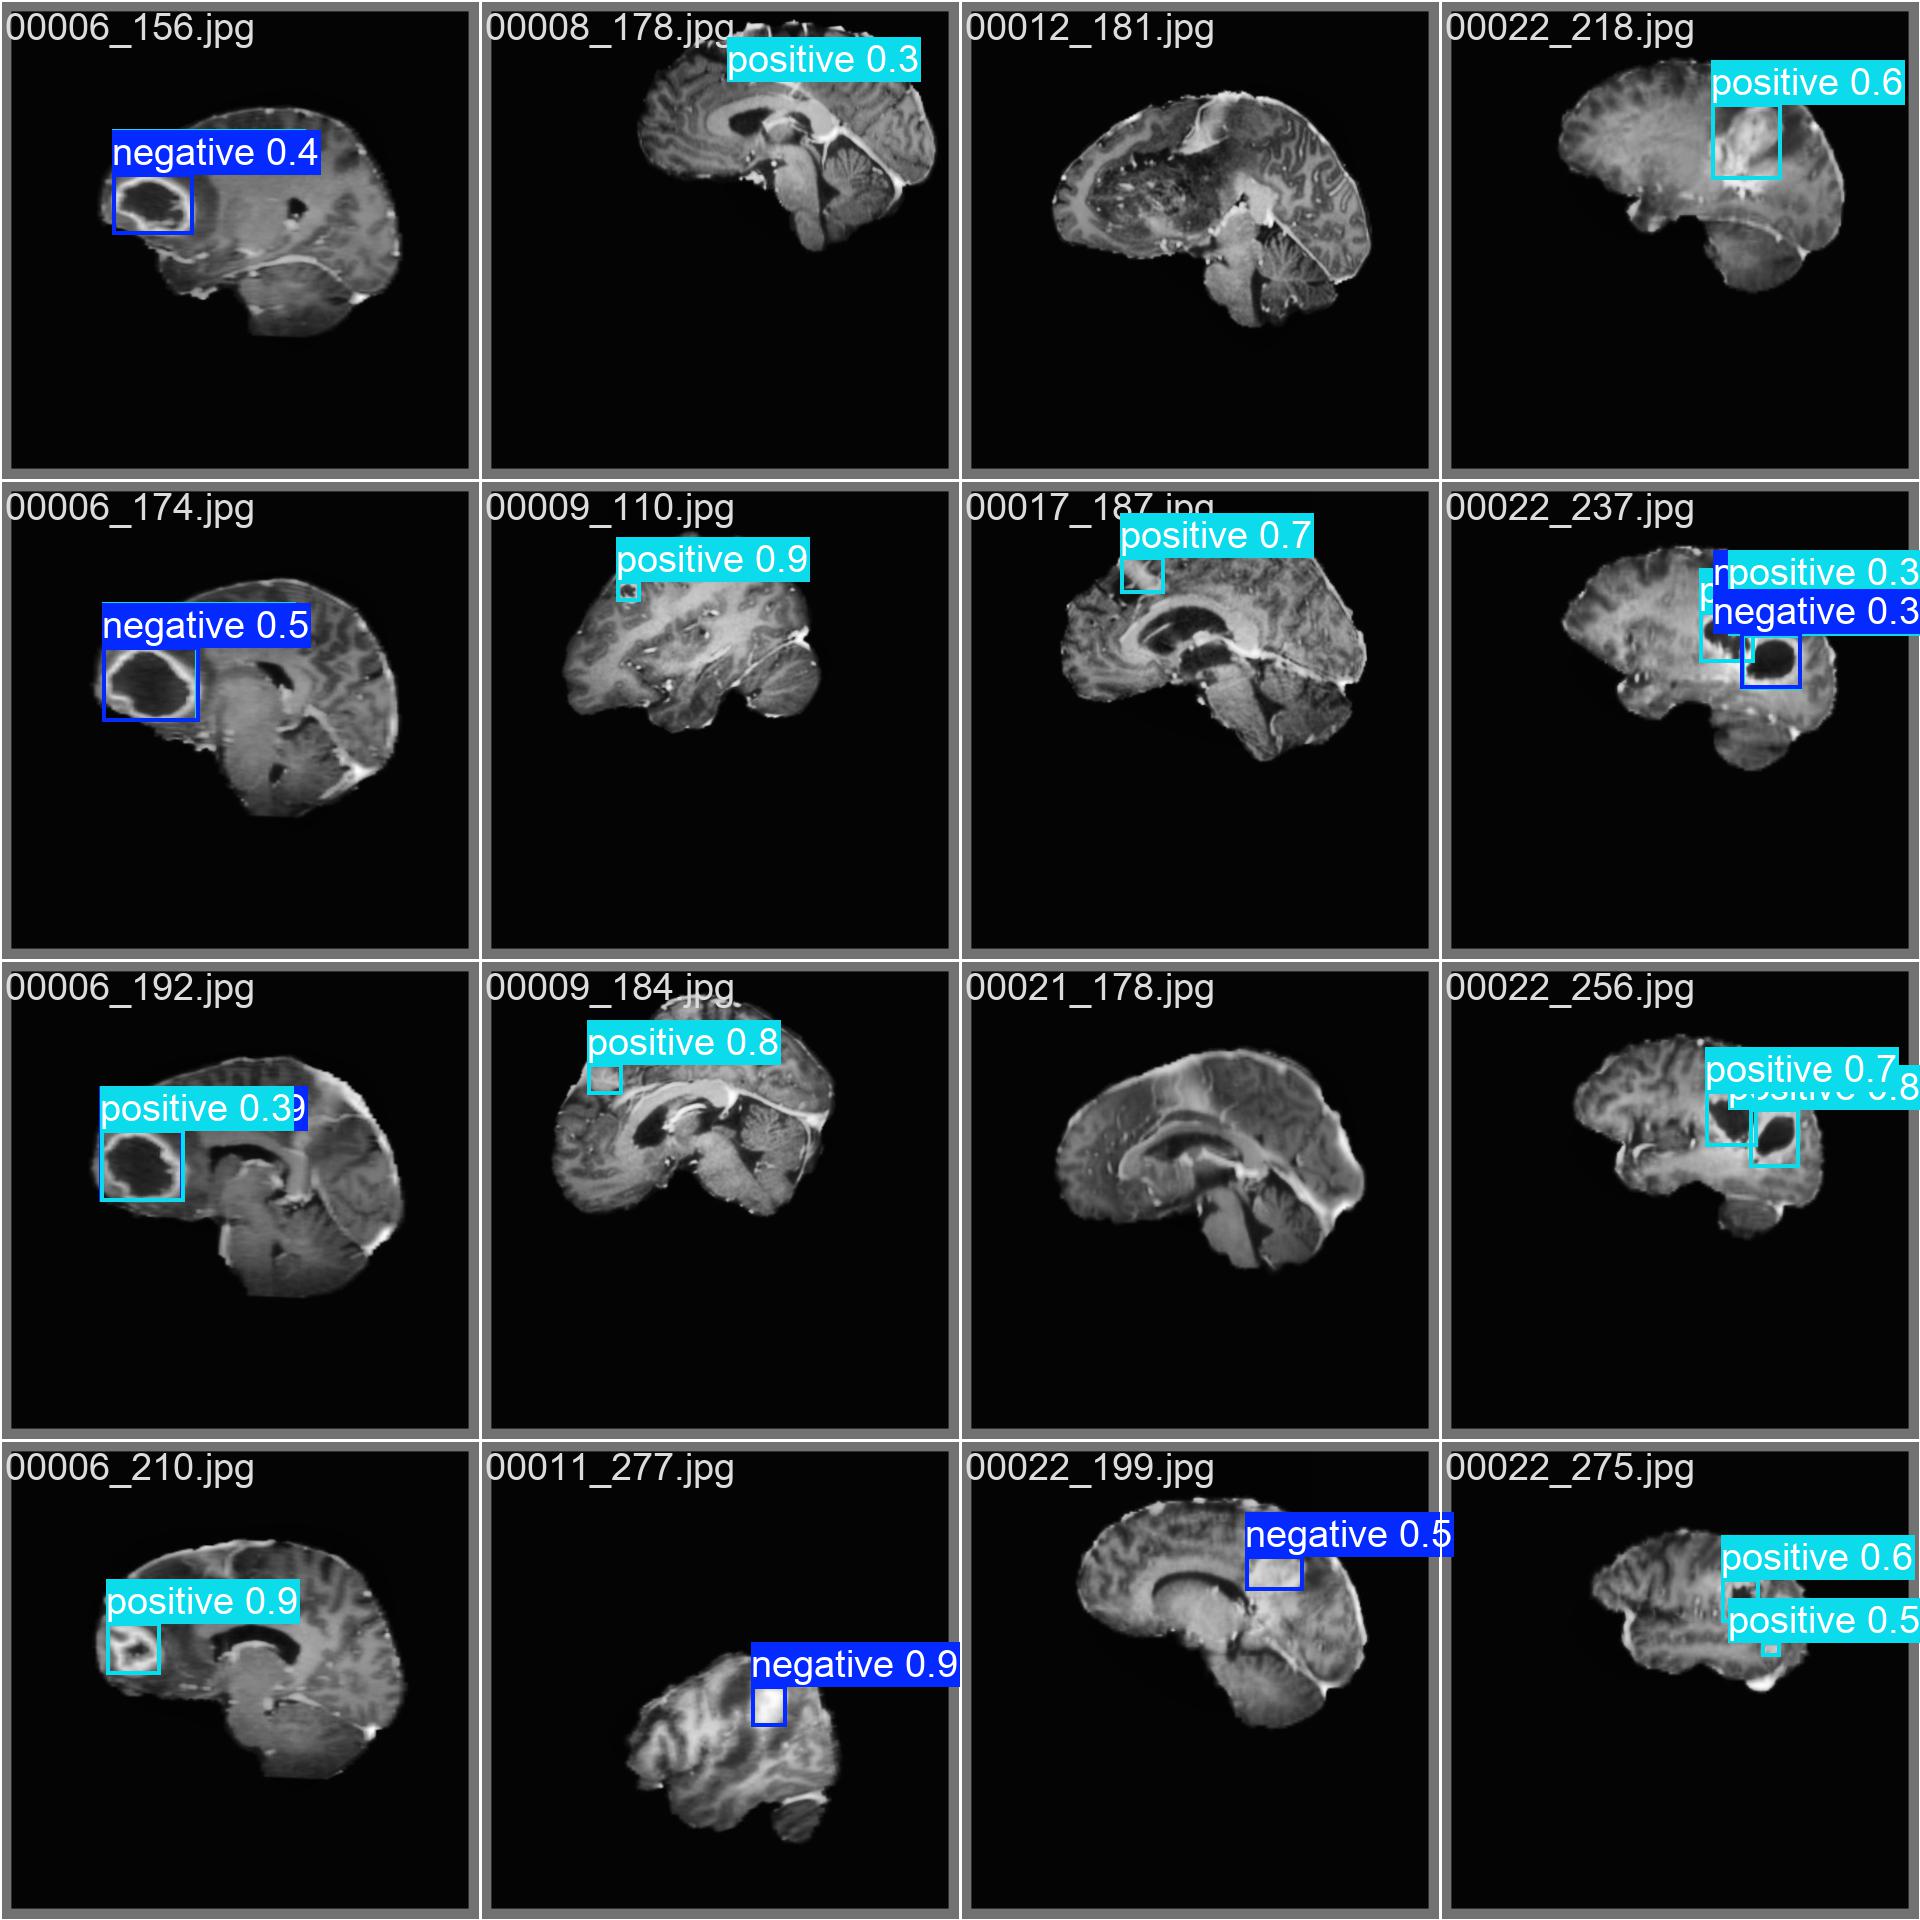 00006_156.jpg
negative 0.4
00008_178.jpg
positive 0.3
00012_181.jpg
00022_218.jpg
positive 0.6
00006_174.jpg
negative 0.5
00009_110.jpg
positive 0.9
00017_187.jpg
positive 0.7
00022_237.jpg
positive 0.3
negative 0.3
00006_192.jpg
positive 0.3
00009_184.jpg
positive 0.8
00021_178.jpg
00022_256.jpg
positive 0.7
positive 0.8
00006_210.jpg
positive 0.9
00011_277.jpg
negative 0.9
00022_199.jpg
negative 0.5
00022_275.jpg
positive 0.6
positive 0.5